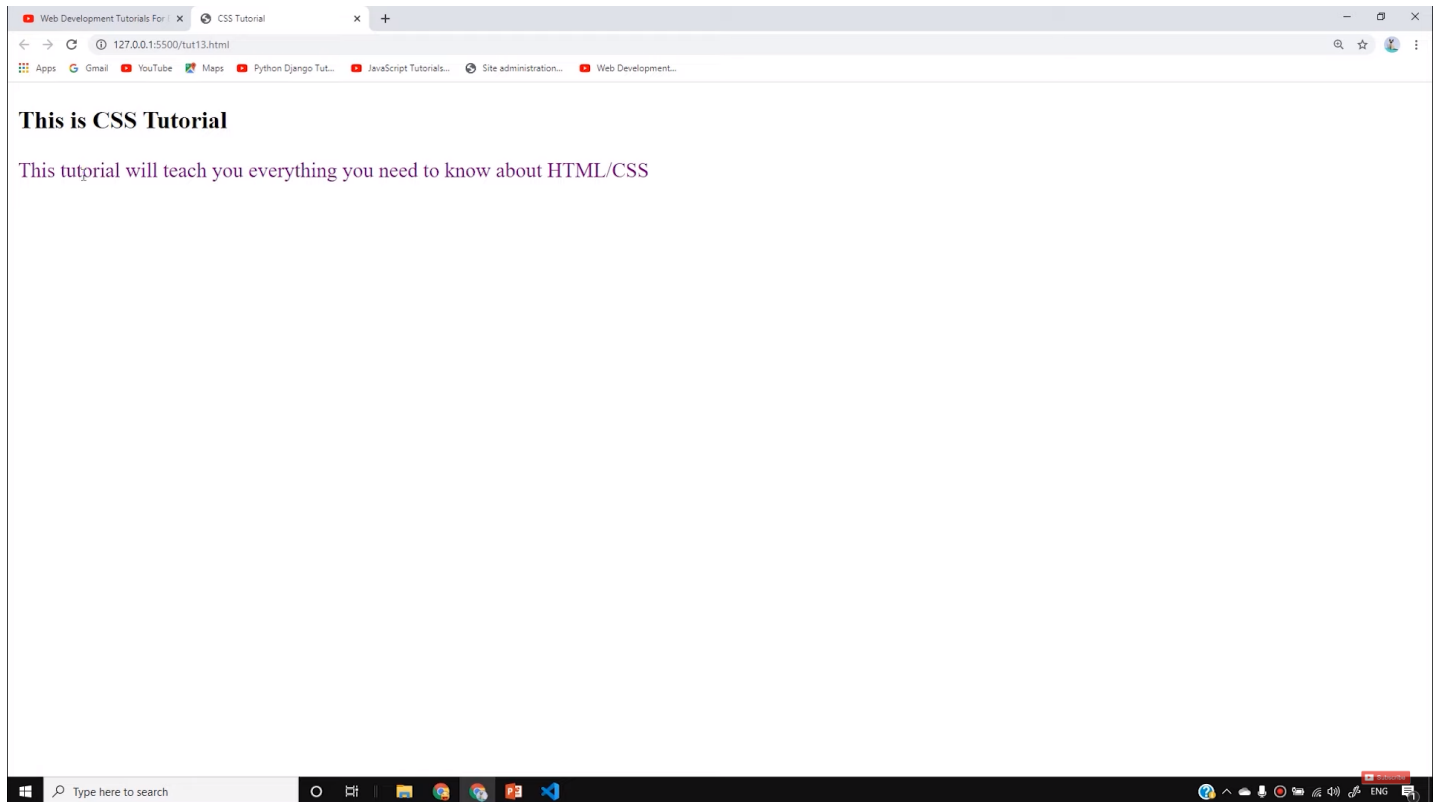 Web Development Tutorials For
CSS Tutorial
127.0.0.1:5500/tut13.html
Apps Gmail YouTube Maps Python Django Tut... JavaScript Tutorials... Site administration... Web Development...
This is CSS Tutorial
This tutorial will teach you everything you need to know about HTML/CSS
Subscribe
Type here to search
ENG